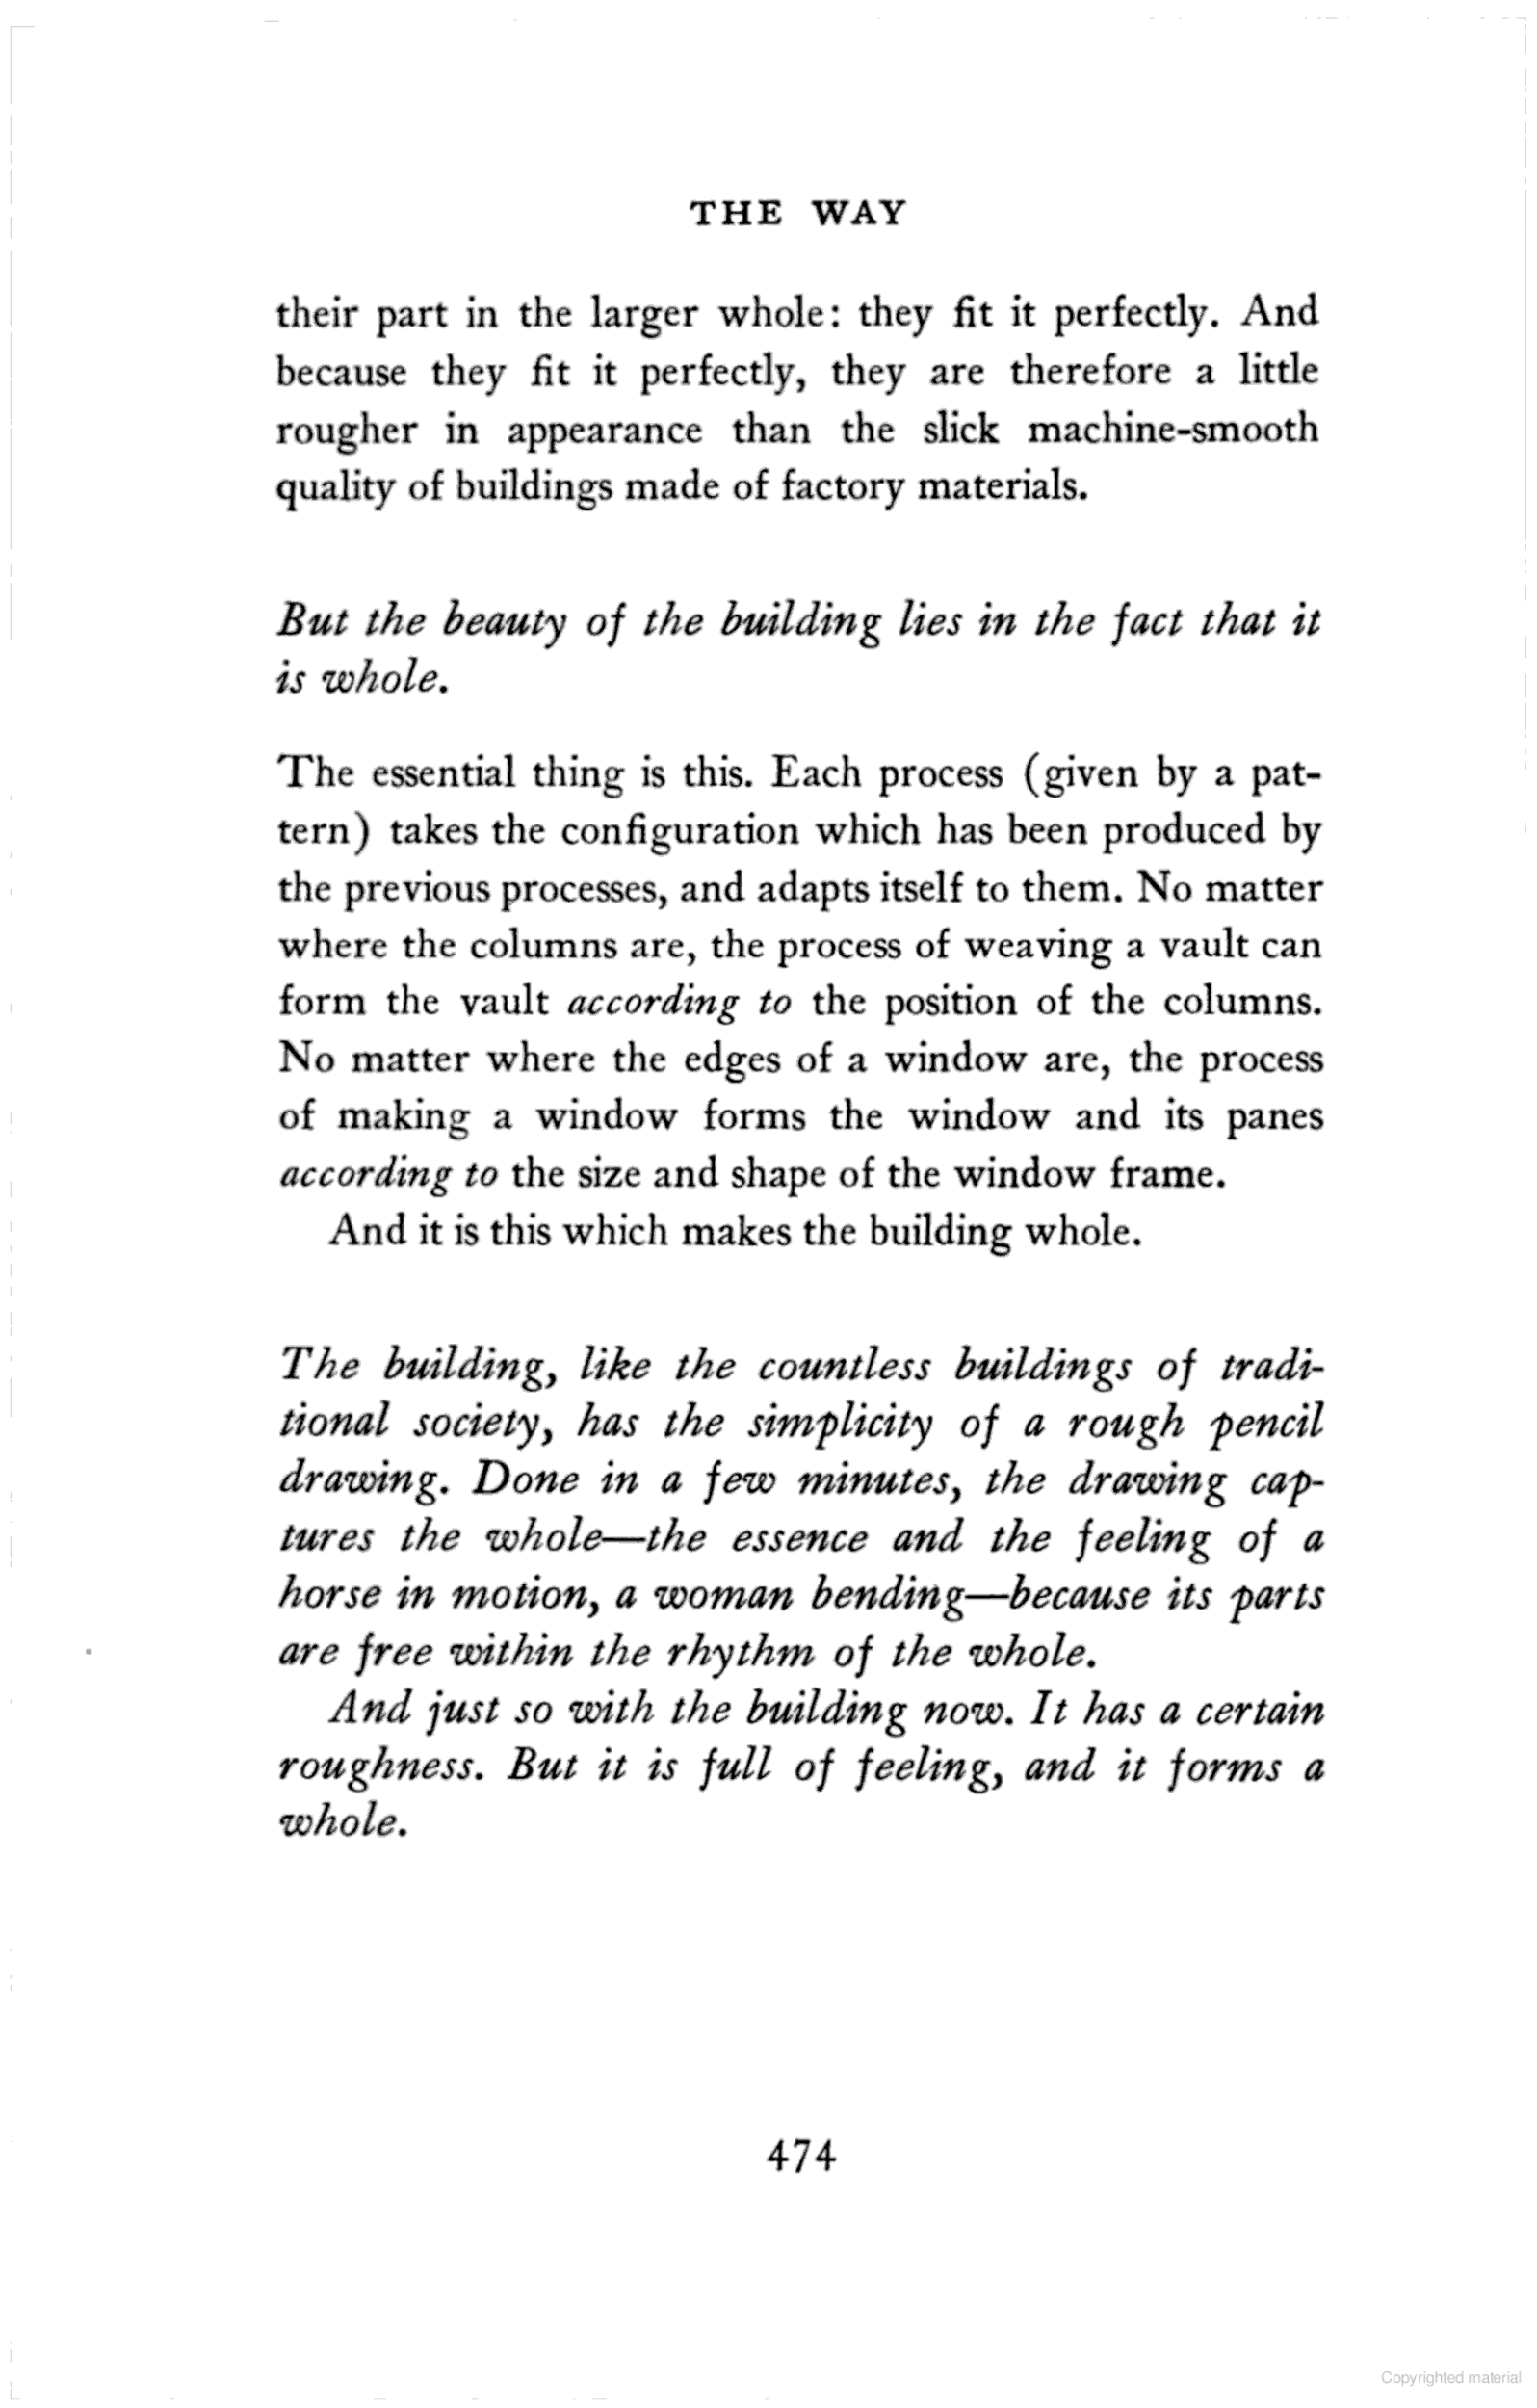 THE WAY
their part in the larger whole: they fit it perfectly. And
because they fit it perfectly, they are therefore a little
rougher in appearance than the slick machine-smooth
quality of buildings made of factory materials.
But the beauty of the building lies in the fact that it
is whole.
The essential thing is this. Each process (given by a pat-
tern) takes the configuration which has been produced by
the previous processes, and adapts itself to them. No matter
where the columns are, the process of weaving a vault can
form the vault according to the position of the columns.
No matter where the edges of a window are, the process
of making a window forms the window and its panes
according to the size and shape of the window frame.
And it is this which makes the building whole.
The building, like the countless buildings of tradi-
tional society, has the simplicity of a rough pencil
drawing. Done in a few minutes, the drawing cap-
tures the whole—the essence and the feeling of a
horse in motion, a woman bending—because its parts
are free within the rhythm of the whole.
And just so with the building now. It has a certain
roughness. But it is full of feeling, and it forms a
whole.
474
Copyrighted material